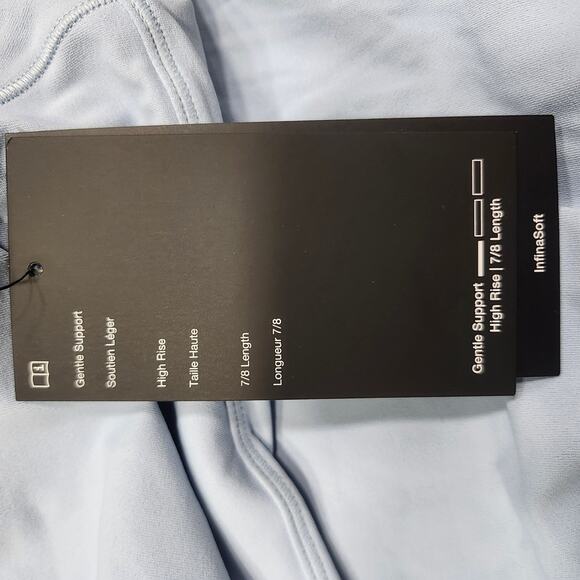 Gentle Support
Soutien Léger
High Rise
Taille Haute
7/8 Length
Longueur 7/8
Gentle Support
High Rise | 7/8 Length
InfinaSoft